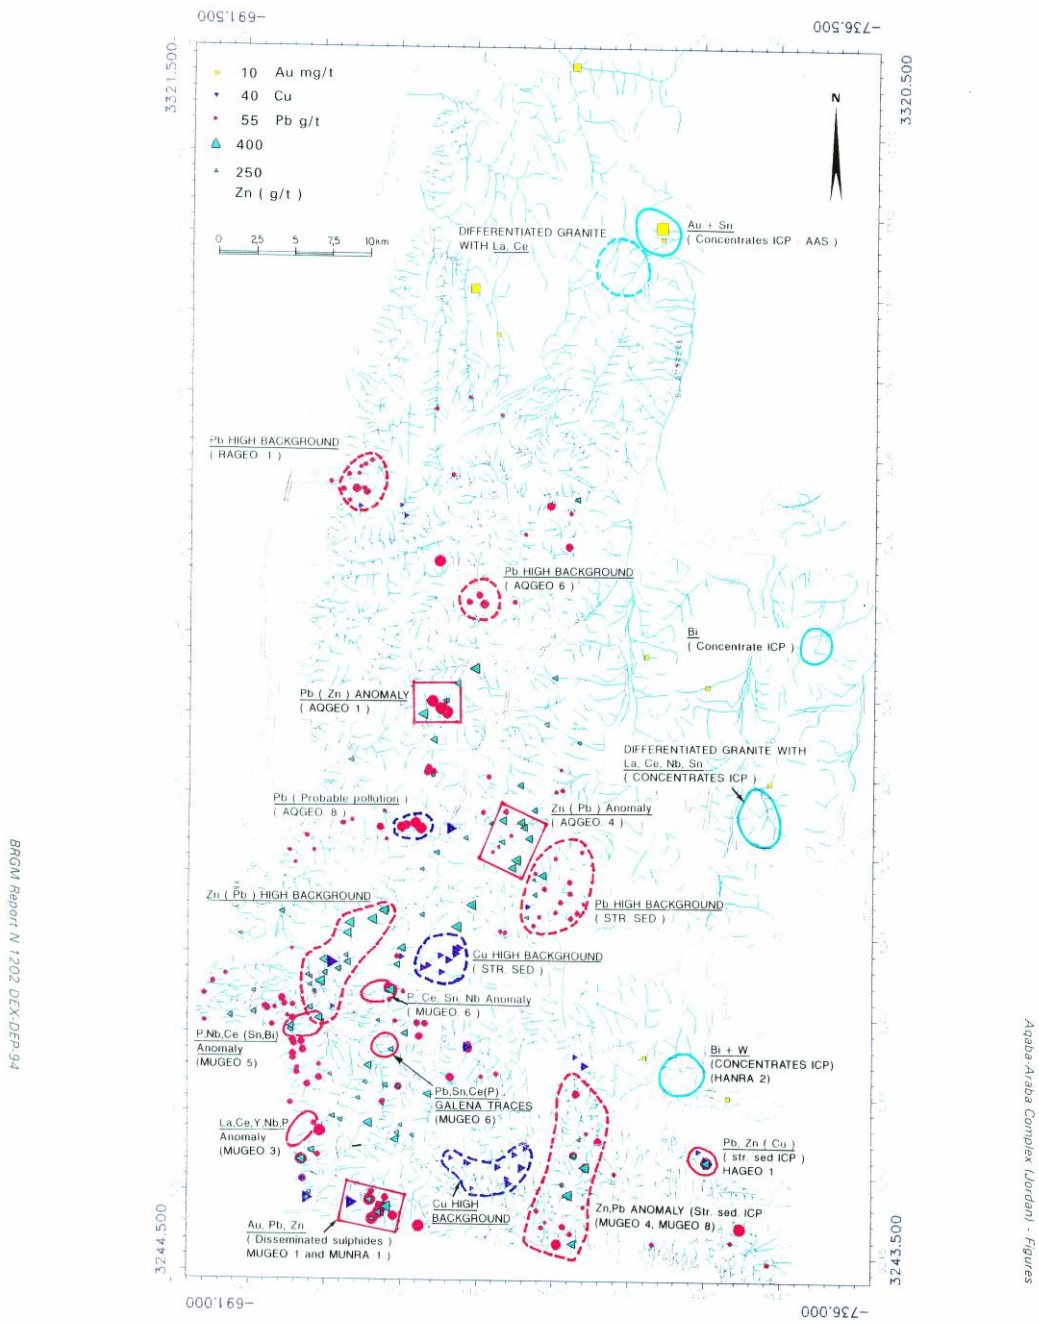 -691.500
-736.500
3321.500
3320.500
10 Au mg/t
40 Cu
55 Pb g/t
400
250
Zn ( g/t )
N
0 2,5 5 7,5 10km
DIFFERENTIATED GRANITE
WITH La, Ce
Au + Sn
( Concentrates ICP - AAS )
Pb HIGH BACKGROUND
( RAGEO 1 )
Pb HIGH BACKGROUND
( AQGEO 6 )
Bi
( Concentrate ICP )
Pb ( Zn ) ANOMALY
( AQGEO 1 )
DIFFERENTIATED GRANITE WITH
La, Ce, Nb, Sn
( CONCENTRATES ICP )
Pb ( Probable pollution )
( AQGEO 8 )
Zn ( Pb ) Anomaly
( AQGEO 4 )
Zn ( Pb ) HIGH BACKGROUND
Pb HIGH BACKGROUND
( STR. SED )
Cu HIGH BACKGROUND
( STR. SED )
P, Ce, Sn, Nb Anomaly
( MUGEO 6 )
P,Nb,Ce (Sn,Bi)
Anomaly
(MUGEO 5)
Bi + W
(CONCENTRATES ICP)
(HANRA 2)
Pb,Sn,Ce(P)
GALENA TRACES
(MUGEO 6)
La,Ce,Y,Nb,P
Anomaly
(MUGEO 3)
Pb, Zn ( Cu )
( str. sed ICP )
HAGEO 1
Cu HIGH
BACKGROUND
Zn,Pb ANOMALY (Str. sed. ICP
(MUGEO 4, MUGEO 8)
Au, Pb, Zn
( Disseminated sulphides )
MUGEO 1 and MUNRA 1 )
3244.500
3243.500
-691.000
-736.000
BRGM Report N 1202 DEX-DEP-94
Aqaba-Araba Complex (Jordan) - Figures